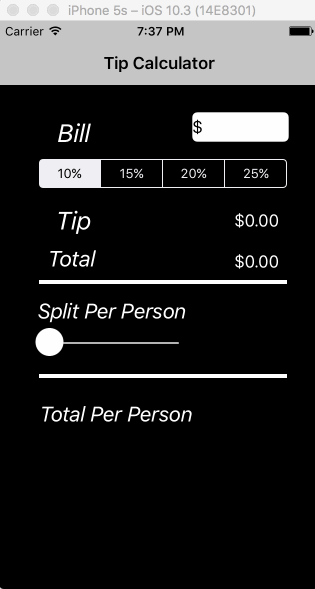 iPhone 5s – iOS 10.3 (14E8301)
Carrier 7:37 PM
Tip Calculator
Bill $
10% 15% 20% 25%
Tip $0.00
Total $0.00
Split Per Person
Total Per Person